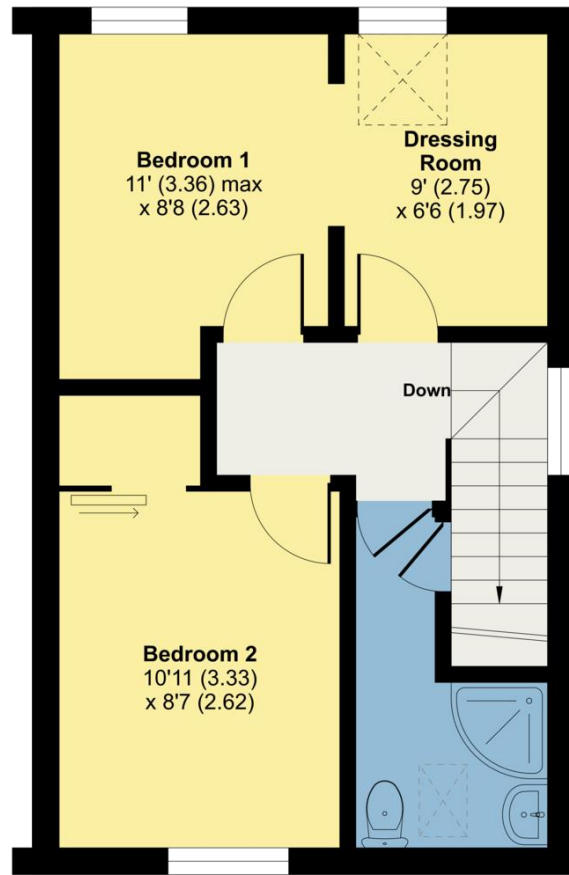 Bedroom 1
11' (3.36) max
x 8'8 (2.63)
Dressing
Room
9' (2.75)
x 6'6 (1.97)
Down
Bedroom 2
10'11 (3.33)
x 8'7 (2.62)